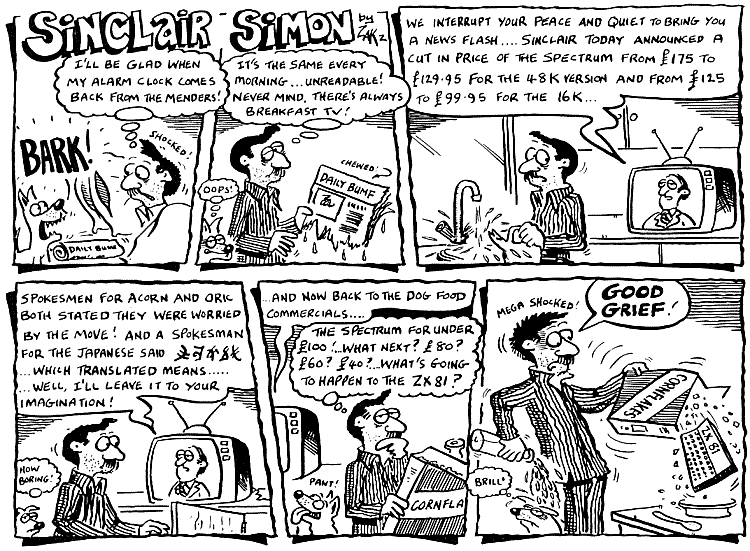 SINCLAIR SIMON by ZAK 2
I'LL BE GLAD WHEN
MY ALARM CLOCK COMES
BACK FROM THE MENDERS!
BARK!
SHOCKED!
DAILY BUMF
IT'S THE SAME EVERY
MORNING...UNREADABLE!
NEVER MIND, THERE'S ALWAYS
BREAKFAST TV!
OOPS!
CHEWED!
DAILY BUMF
WE INTERRUPT YOUR PEACE AND QUIET TO BRING YOU
A NEWS FLASH.... SINCLAIR TODAY ANNOUNCED A
CUT IN PRICE OF THE SPECTRUM FROM £175 TO
£129.95 FOR THE 48K VERSION AND FROM £125
TO £99.95 FOR THE 16K...
SPOKESMEN FOR ACORN AND ORIC
BOTH STATED THEY WERE WORRIED
BY THE MOVE! AND A SPOKESMAN
FOR THE JAPANESE SAID
...WHICH TRANSLATED MEANS.....
...WELL, I'LL LEAVE IT TO YOUR
IMAGINATION!
HOW
BORING!
...AND NOW BACK TO THE DOG FOOD
COMMERCIALS....
THE SPECTRUM FOR UNDER
£100!..WHAT NEXT? £80?
£60? £40?...WHAT'S GOING
TO HAPPEN TO THE ZX81?
PANT!
CORNFLA
MEGA SHOCKED!
GOOD
GRIEF!
CORNFLAKES
ZX 81
BRILL!